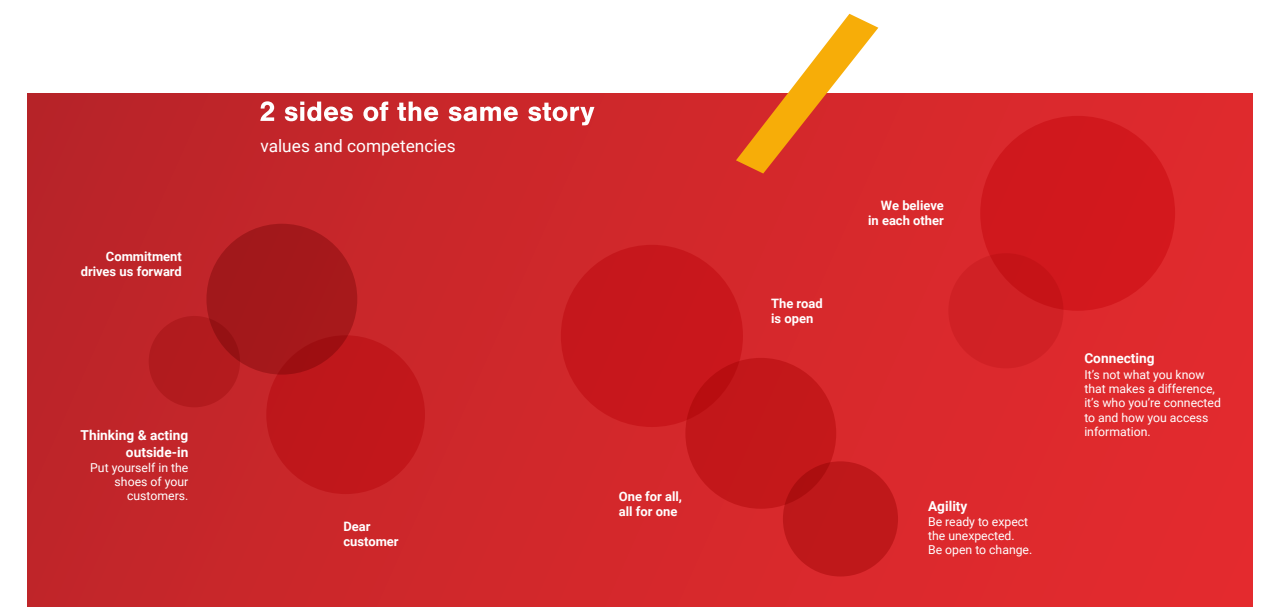 2 sides of the same story
values and competencies
Commitment
drives us forward
Thinking & acting
outside-in
Put yourself in the
shoes of your
customers.
Dear
customer
The road
is open
One for all,
all for one
Agility
Be ready to expect
the unexpected.
Be open to change.
We believe
in each other
Connecting
It’s not what you know
that makes a difference,
it’s who you’re connected
to and how you access
information.